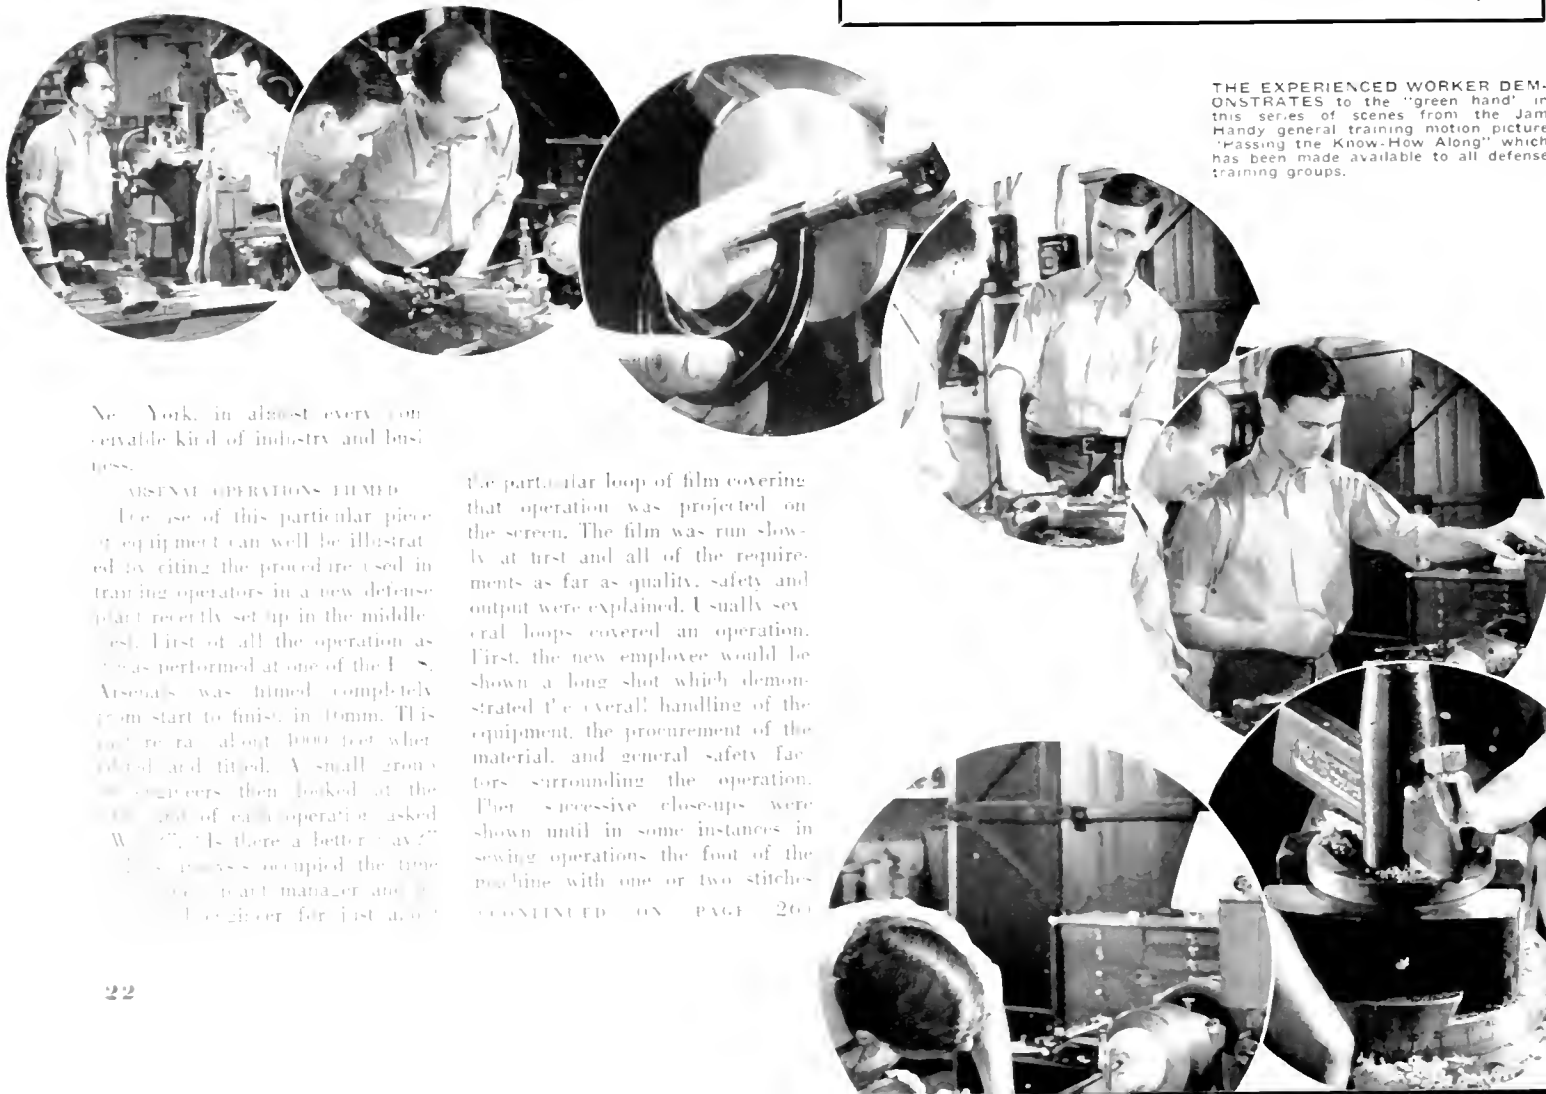 THE EXPERIENCED WORKER DEM-
ONSTRATES to the "green hand" in
this series of scenes from the Jam
Handy general training motion picture
"Passing the Know-How Along" which
has been made available to all defense
training groups.
York, in almost every con-
ceivable kind of industry and busi-
ness.
ARSENAL OPERATIONS FILMED
The use of this particular piece
of equipment can well be illustrat-
ed by citing the procedure used in
training operators in a new defense
plant recently set up in the middle-
First of all the operation as
was performed at one of the U. S.
Arsenals was filmed completely
from start to finish in 16mm. This
about 4000 feet when
and titled. A small group
engineers then looked at the
of each operation asked
"Is there a better way?"
occupied the time
plant manager and
engineer for just about
the particular loop of film covering
that operation was projected on
the screen. The film was run slow-
ly at first and all of the require-
ments as far as quality, safety and
output were explained. Usually sev-
eral loops covered an operation.
First, the new employee would be
shown a long shot which demon-
strated the overall handling of the
equipment, the procurement of the
material, and general safety fac-
tors surrounding the operation.
Then successive close-ups were
shown until in some instances in
sewing operations the foot of the
machine with one or two stitches
(CONTINUED ON PAGE 26)
22